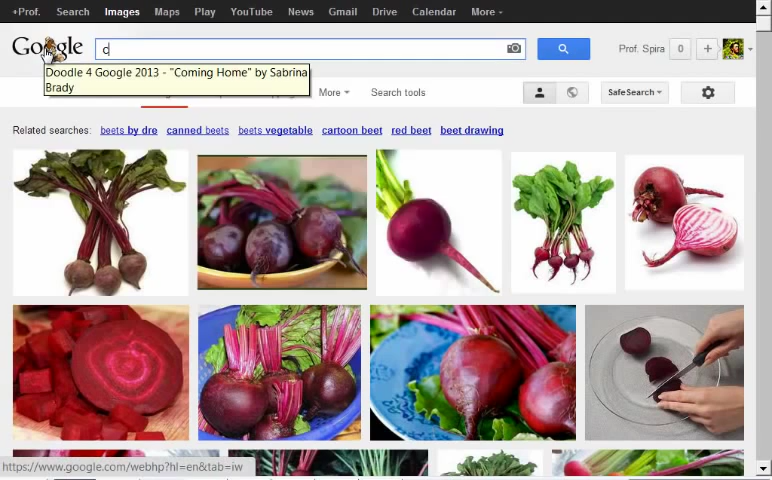 +Prof. Search Images Maps Play YouTube News Gmail Drive Calendar More
Google c Prof. Spira 0 +
Doodle 4 Google 2013 - "Coming Home" by Sabrina
Brady
More Search tools SafeSearch
Related searches: beets by dre canned beets beets vegetable cartoon beet red beet beet drawing
https://www.google.com/webhp?hl=en&tab=iw